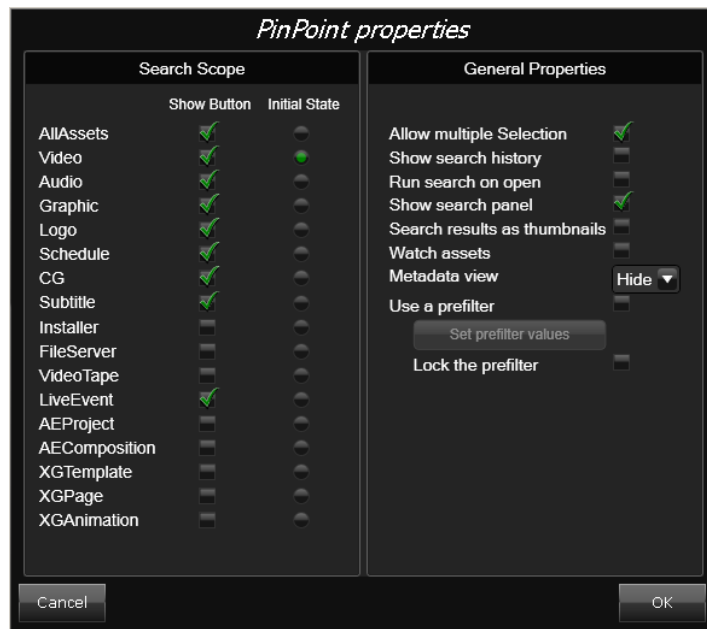 PinPoint properties
Search Scope
Show Button Initial State
AllAssets
Video
Audio
Graphic
Logo
Schedule
CG
Subtitle
Installer
FileServer
VideoTape
LiveEvent
AEProject
AEComposition
XGTemplate
XGPage
XGAnimation
General Properties
Allow multiple Selection
Show search history
Run search on open
Show search panel
Search results as thumbnails
Watch assets
Metadata view Hide
Use a prefilter
Set prefilter values
Lock the prefilter
Cancel
OK